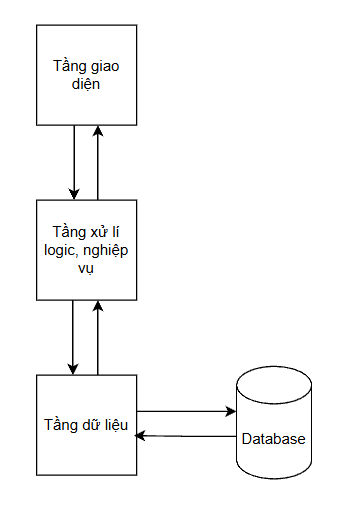 Tầng giao
diện
Tầng xử lí
logic, nghiệp
vụ
Tầng dữ liệu
Database